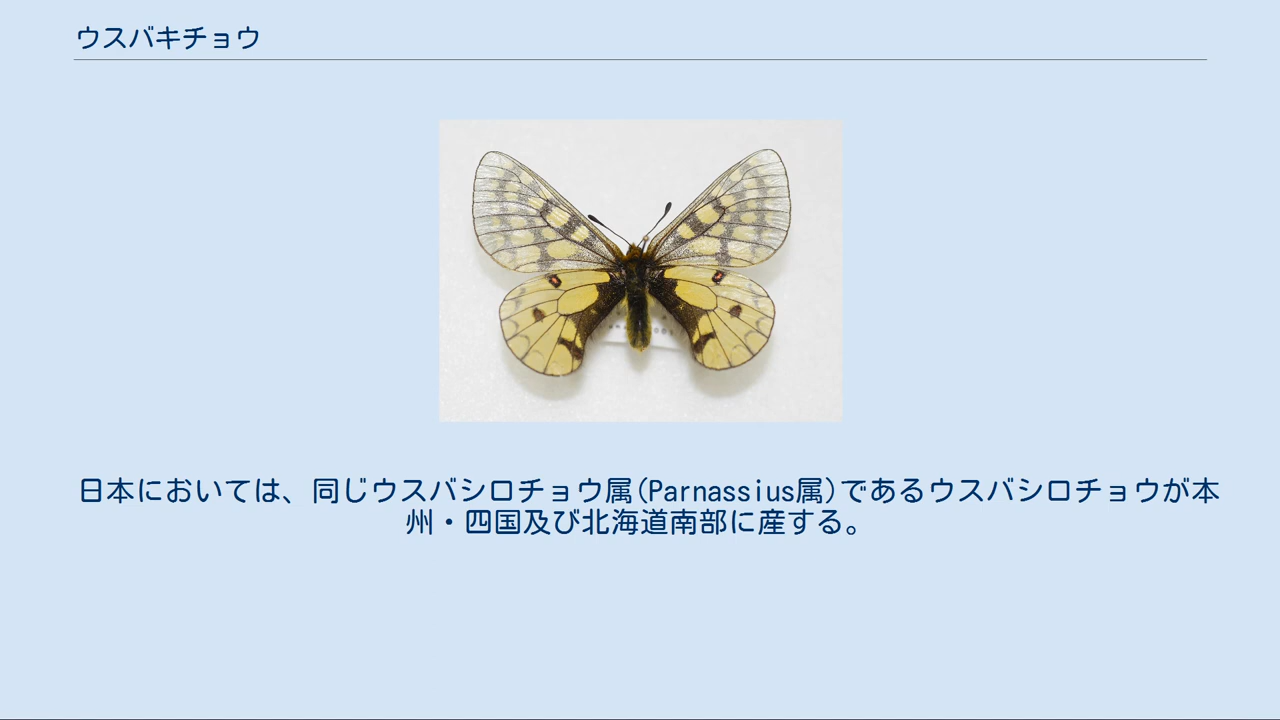 ウスバキチョウ
日本においては、同じウスバシロチョウ属(Parnassius属)であるウスバシロチョウが本
州・四国及び北海道南部に産する。